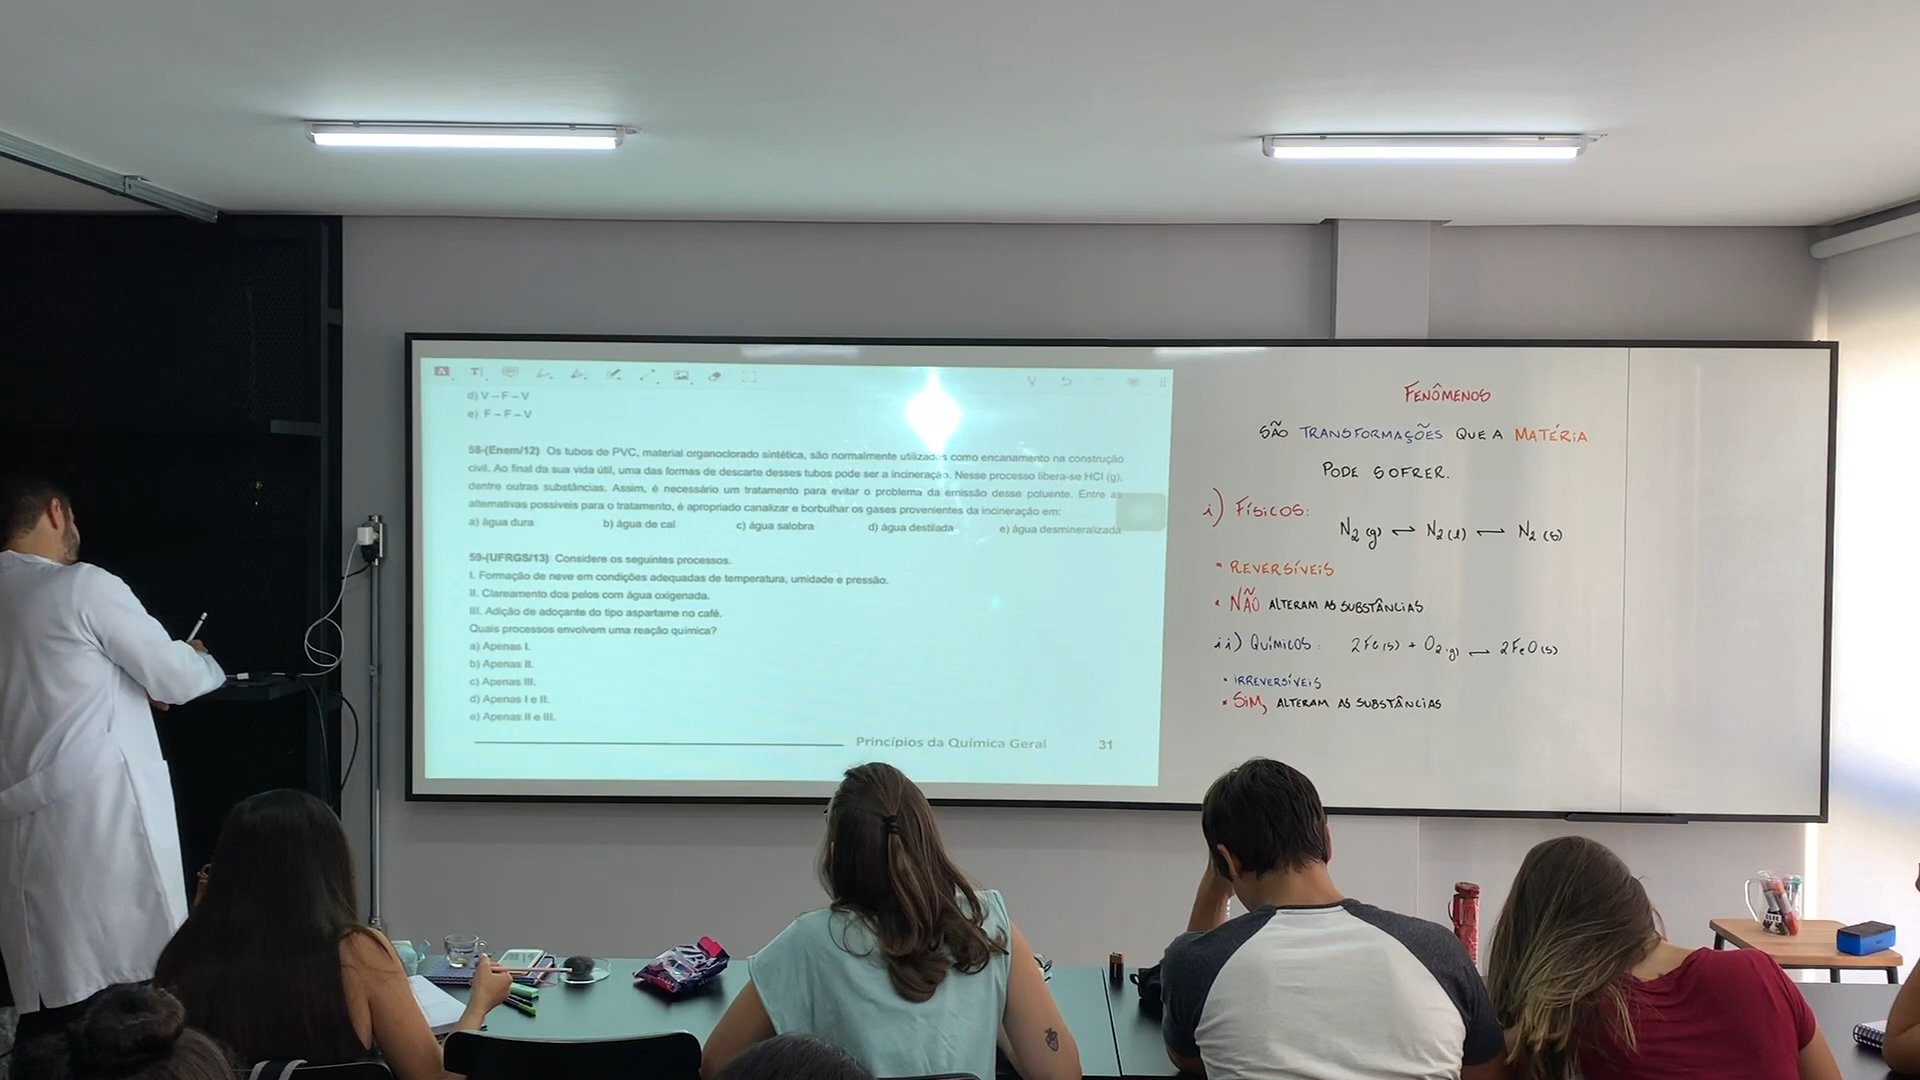 d) V – F – V
e) F – F – V
58-(Enem/12) Os tubos de PVC, material organoclorado sintética, são normalmente utilizados como encanamento na construção
civil. Ao final da sua vida útil, uma das formas de descarte desses tubos pode ser a incineração. Nesse processo libera-se HCl (g),
dentre outras substâncias. Assim, é necessário um tratamento para evitar o problema da emissão desse poluente. Entre as
alternativas possíveis para o tratamento, é apropriado canalizar e borbulhar os gases provenientes da incineração em:
a) água dura b) água de cal c) água salobra d) água destilada e) água desmineralizada
59-(UFRGS/13) Considere os seguintes processos.
I. Formação de neve em condições adequadas de temperatura, umidade e pressão.
II. Clareamento dos pelos com água oxigenada.
III. Adição de adoçante do tipo aspartame no café.
Quais processos envolvem uma reação química?
a) Apenas I.
b) Apenas II.
c) Apenas III.
d) Apenas I e II.
e) Apenas II e III.
Princípios da Química Geral 31
FENÔMENOS
SÃO TRANSFORMAÇÕES QUE A MATÉRIA
PODE SOFRER.
i) FÍSICOS:
N2 (g) ⇌ N2 (l) ⇌ N2 (s)
• REVERSÍVEIS
• NÃO ALTERAM AS SUBSTÂNCIAS
ii) QUÍMICOS: 2Fe(s) + O2(g) ⇌ 2FeO(s)
• IRREVERSÍVEIS
• SIM, ALTERAM AS SUBSTÂNCIAS